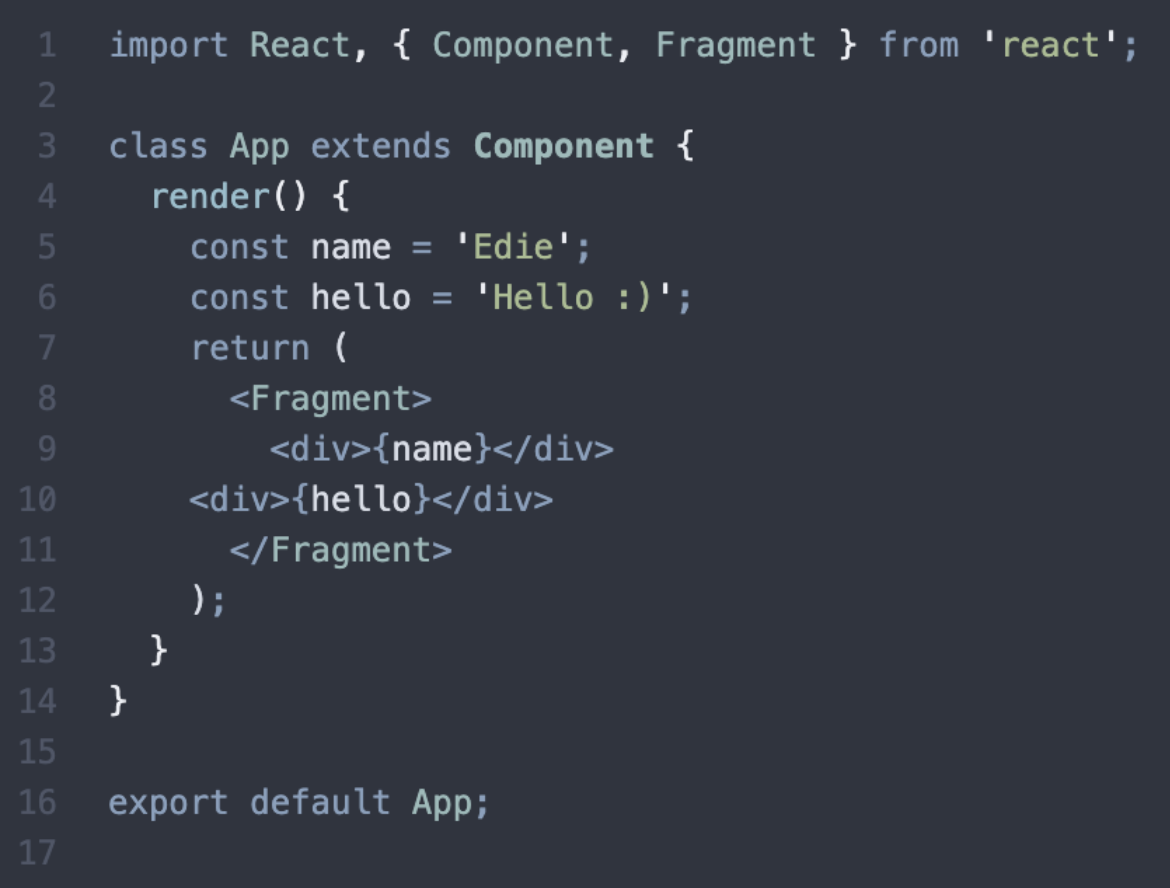 1 import React, { Component, Fragment } from 'react';
2
3 class App extends Component {
4   render() {
5     const name = 'Edie';
6     const hello = 'Hello :)';
7     return (
8       <Fragment>
9         <div>{name}</div>
10     <div>{hello}</div>
11       </Fragment>
12     );
13   }
14 }
15
16 export default App;
17